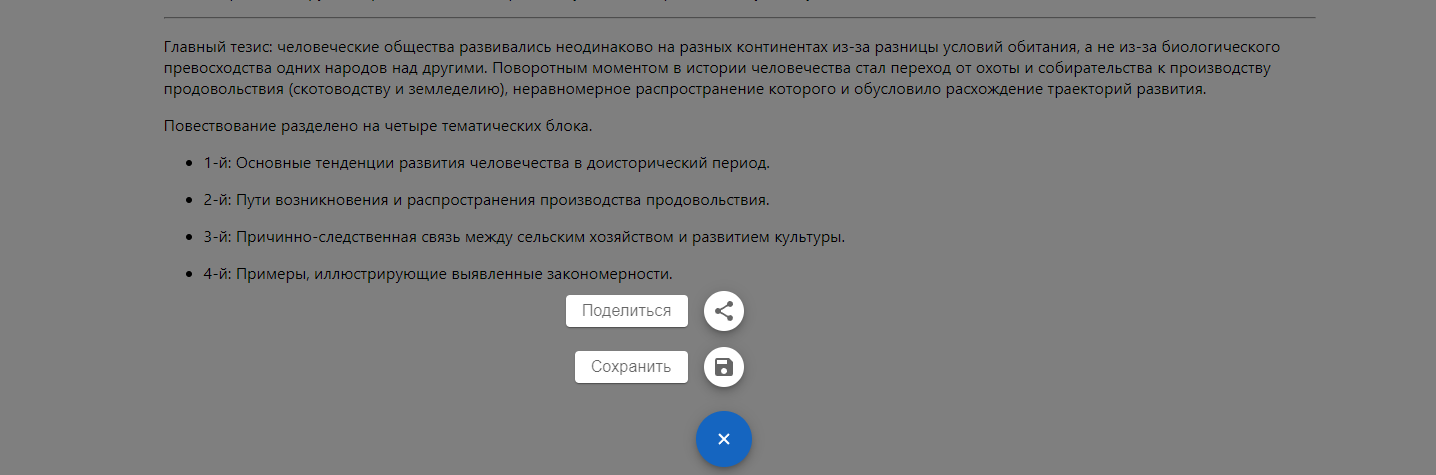 Главный тезис: человеческие общества развивались неодинаково на разных континентах из-за разницы условий обитания, а не из-за биологического
превосходства одних народов над другими. Поворотным моментом в истории человечества стал переход от охоты и собирательства к производству
продовольствия (скотоводству и земледелию), неравномерное распространение которого и обусловило расхождение траекторий развития.
Повествование разделено на четыре тематических блока.
• 1-й: Основные тенденции развития человечества в доисторический период.
• 2-й: Пути возникновения и распространения производства продовольствия.
• 3-й: Причинно-следственная связь между сельским хозяйством и развитием культуры.
• 4-й: Примеры, иллюстрирующие выявленные закономерности.
Поделиться
Сохранить